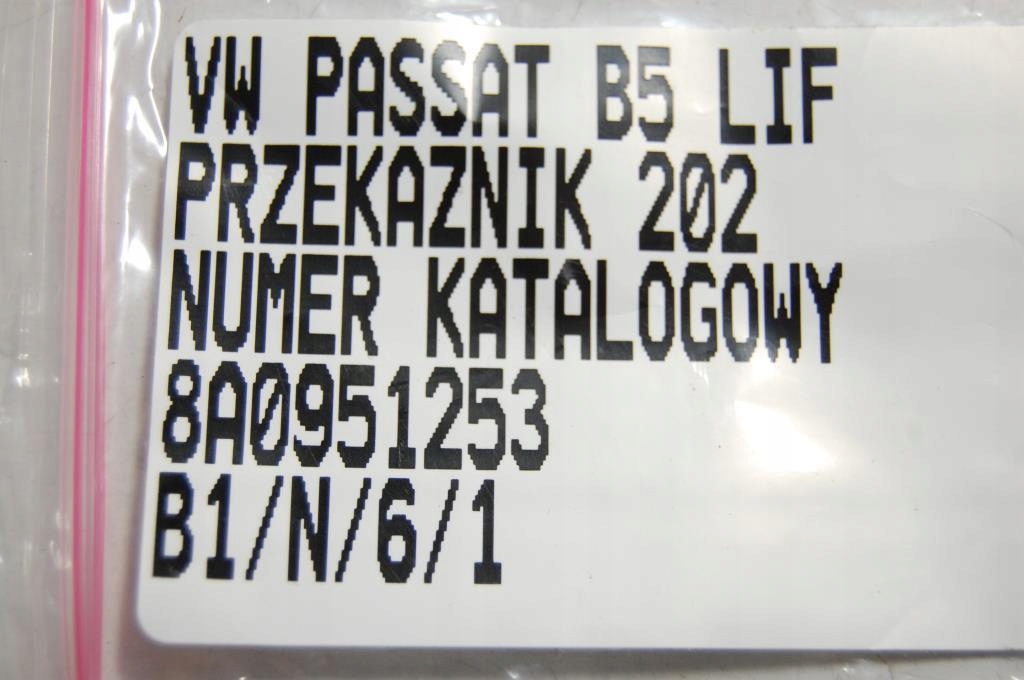 VW PASSAT B5 LIF
PRZEKAZNIK 202
NUMER KATALOGOWY
8A0951253
B1/N/6/1